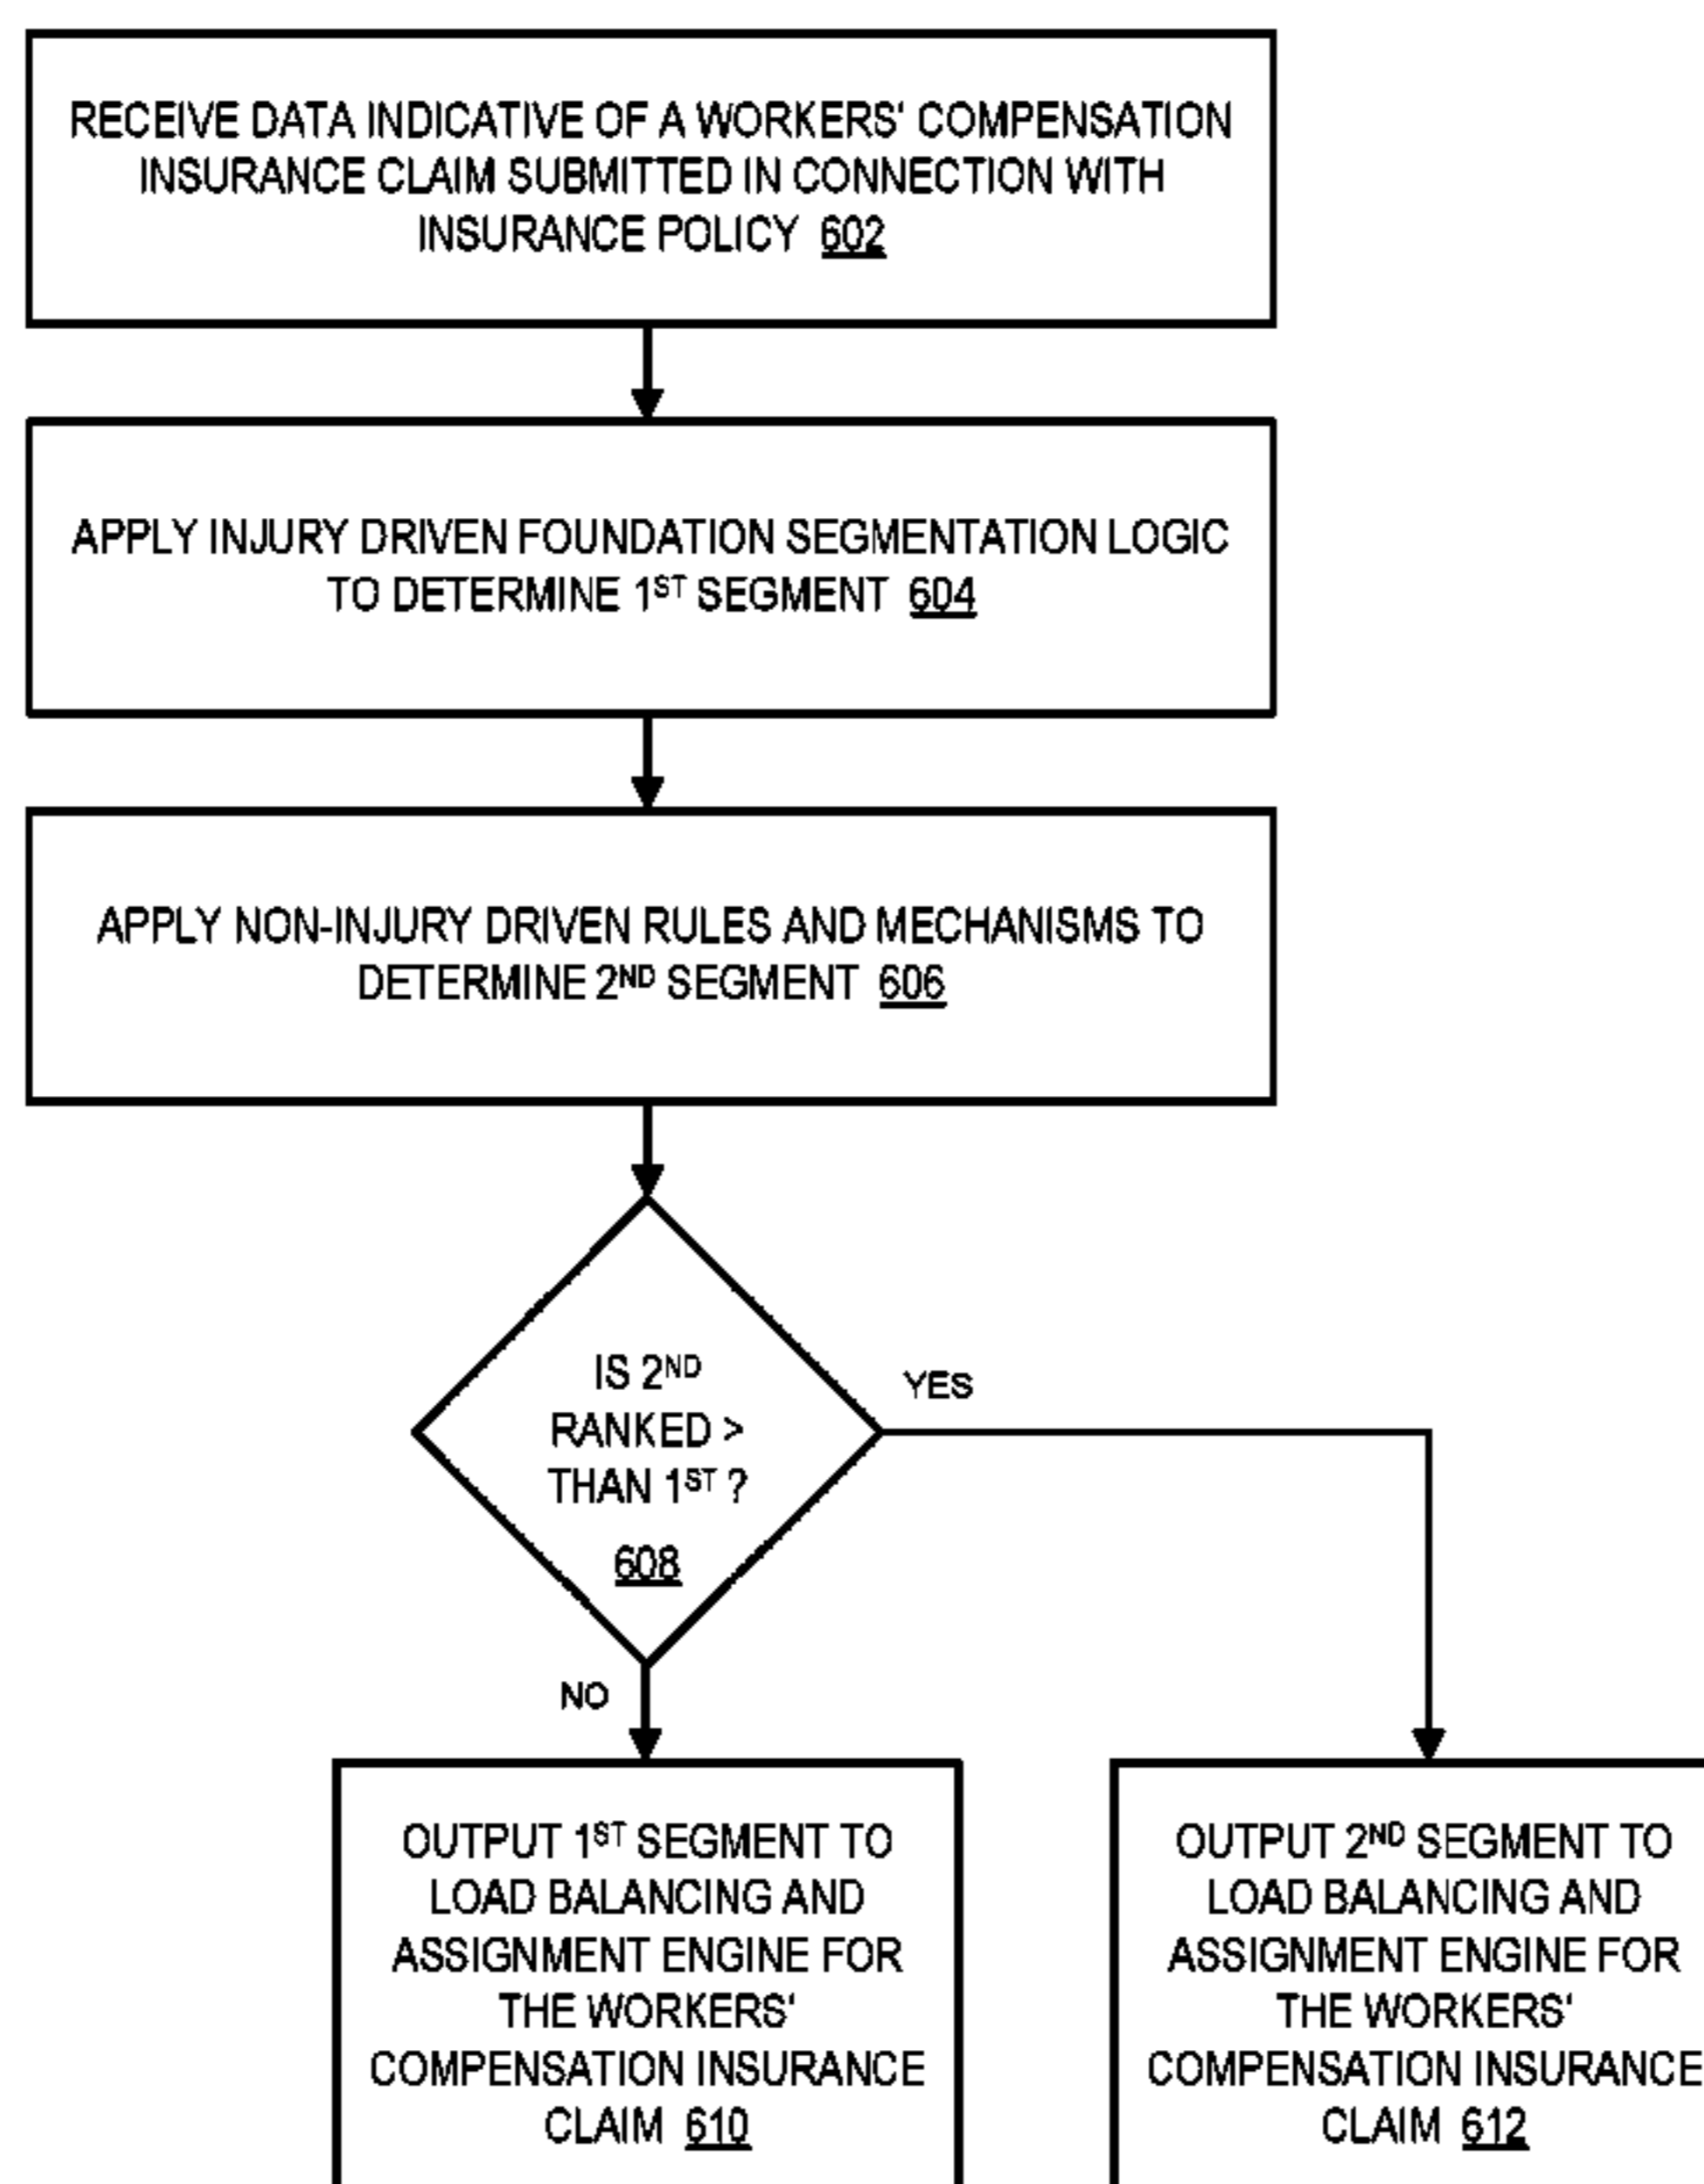 RECEIVE DATA INDICATIVE OF A WORKERS' COMPENSATION
INSURANCE CLAIM SUBMITTED IN CONNECTION WITH
INSURANCE POLICY 602
APPLY INJURY DRIVEN FOUNDATION SEGMENTATION LOGIC
TO DETERMINE 1ST SEGMENT 604
APPLY NON-INJURY DRIVEN RULES AND MECHANISMS TO
DETERMINE 2ND SEGMENT 606
IS 2ND
RANKED >
THAN 1ST ?
608
YES
NO
OUTPUT 1ST SEGMENT TO
LOAD BALANCING AND
ASSIGNMENT ENGINE FOR
THE WORKERS'
COMPENSATION INSURANCE
CLAIM 610
OUTPUT 2ND SEGMENT TO
LOAD BALANCING AND
ASSIGNMENT ENGINE FOR
THE WORKERS'
COMPENSATION INSURANCE
CLAIM 612